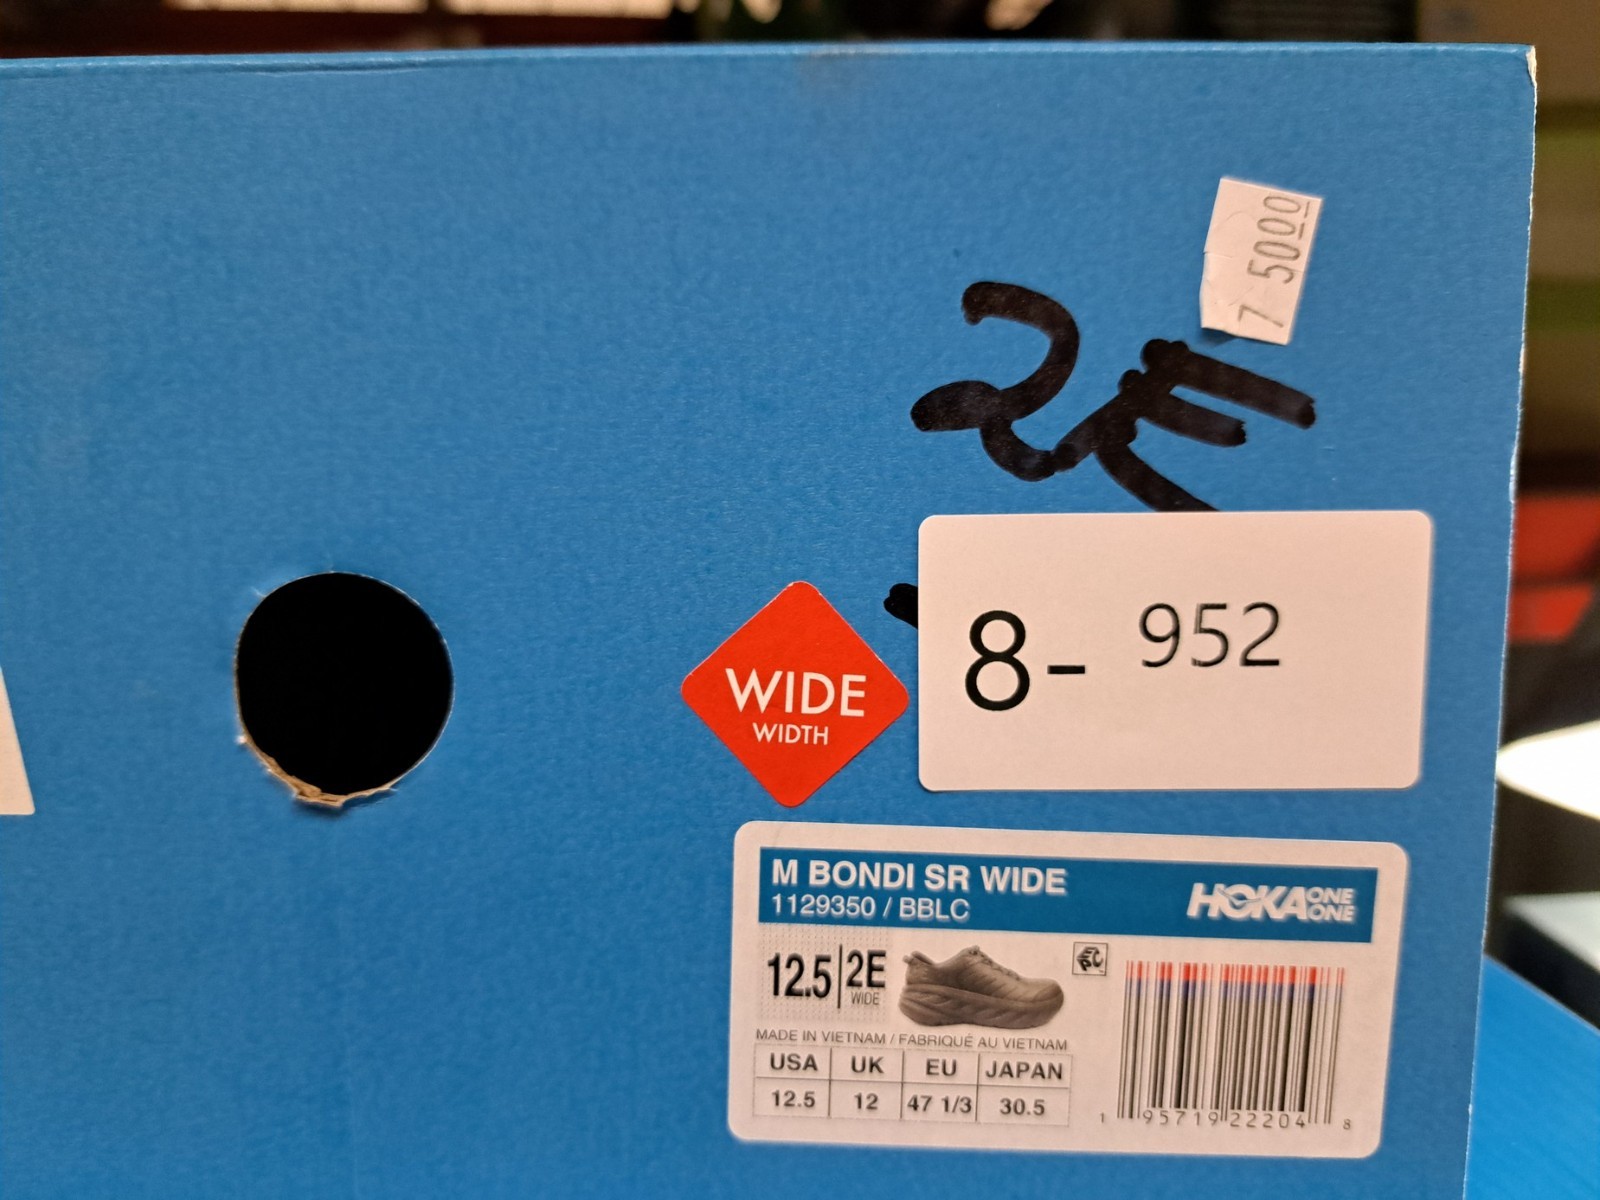 7 5000
2E
8- 952
WIDE
WIDTH
M BONDI SR WIDE
1129350 / BBLC
HOKA ONE ONE
12.5 2E
WIDE
MADE IN VIETNAM / FABRIQUÉ AU VIETNAM
USA UK EU JAPAN
12.5 12 47 1/3 30.5
1 95719 22204 8